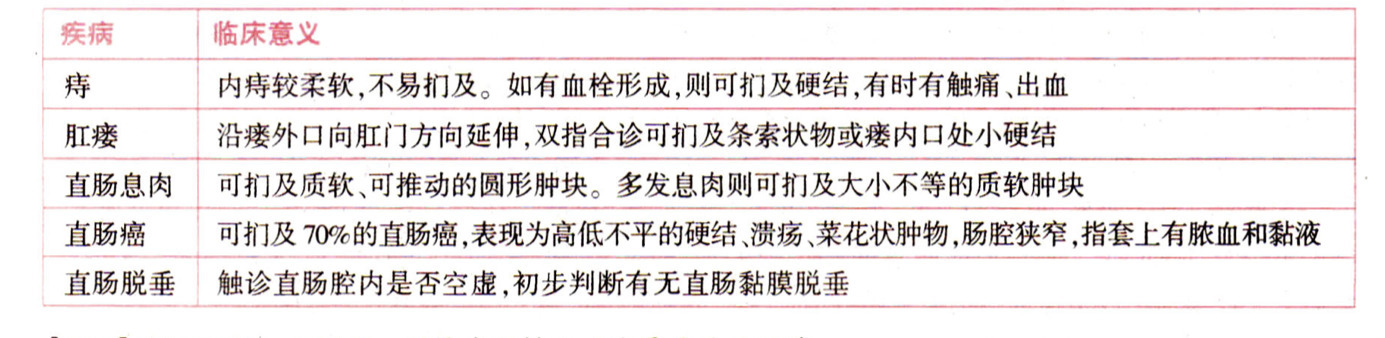 疾病 临床意义
痔 内痔较柔软,不易扪及。如有血栓形成,则可扪及硬结,有时有触痛、出血
肛瘘 沿瘘外口向肛门方向延伸,双指合诊可扪及条索状物或瘘内口处小硬结
直肠息肉 可扪及质软、可推动的圆形肿块。多发息肉则可扪及大小不等的质软肿块
直肠癌 可扪及70%的直肠癌,表现为高低不平的硬结、溃疡、菜花状肿物,肠腔狭窄,指套上有脓血和黏液
直肠脱垂 触诊直肠腔内是否空虚,初步判断有无直肠黏膜脱垂